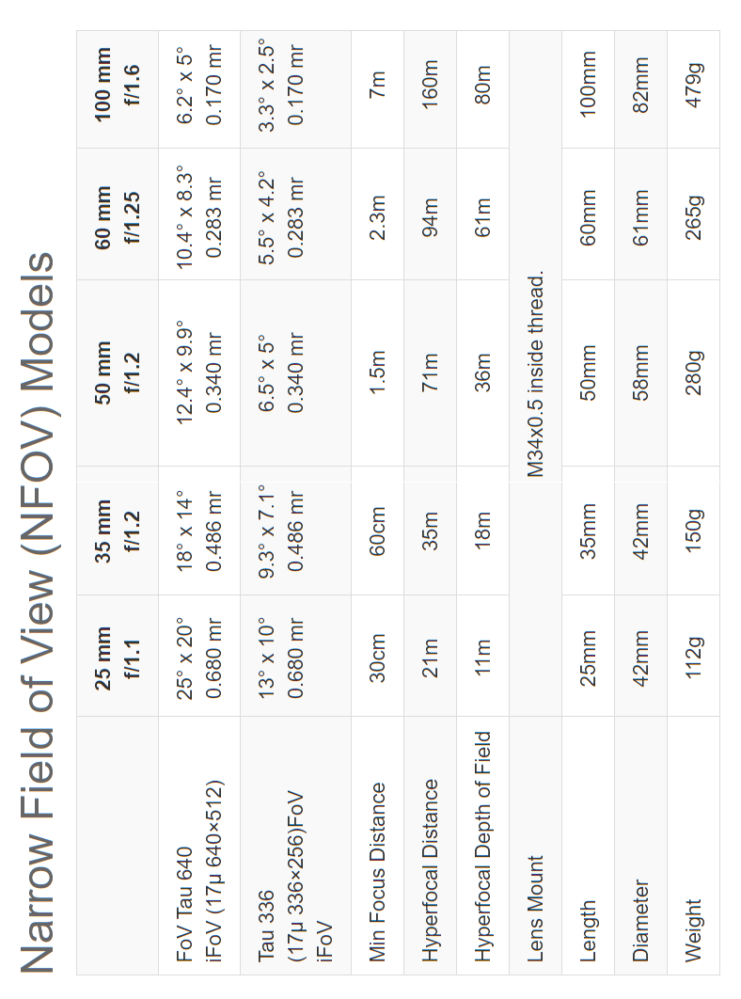 Narrow Field of View (NFOV) Models
25 mm f/1.1 35 mm f/1.2 50 mm f/1.2 60 mm f/1.25 100 mm f/1.6
FoV Tau 640 25° x 20° 18° x 14° 12.4° x 9.9° 10.4° x 8.3° 6.2° x 5°
iFoV (17µ 640×512) 0.680 mr 0.486 mr 0.340 mr 0.283 mr 0.170 mr
Tau 336 13° x 10° 9.3° x 7.1° 6.5° x 5° 5.5° x 4.2° 3.3° x 2.5°
(17µ 336×256)FoV 0.680 mr 0.486 mr 0.340 mr 0.283 mr 0.170 mr
iFoV
Min Focus Distance 30cm 60cm 1.5m 2.3m 7m
Hyperfocal Distance 21m 35m 71m 94m 160m
Hyperfocal Depth of Field 11m 18m 36m 61m 80m
Lens Mount M34x0.5 inside thread.
Length 25mm 35mm 50mm 60mm 100mm
Diameter 42mm 42mm 58mm 61mm 82mm
Weight 112g 150g 280g 265g 479g